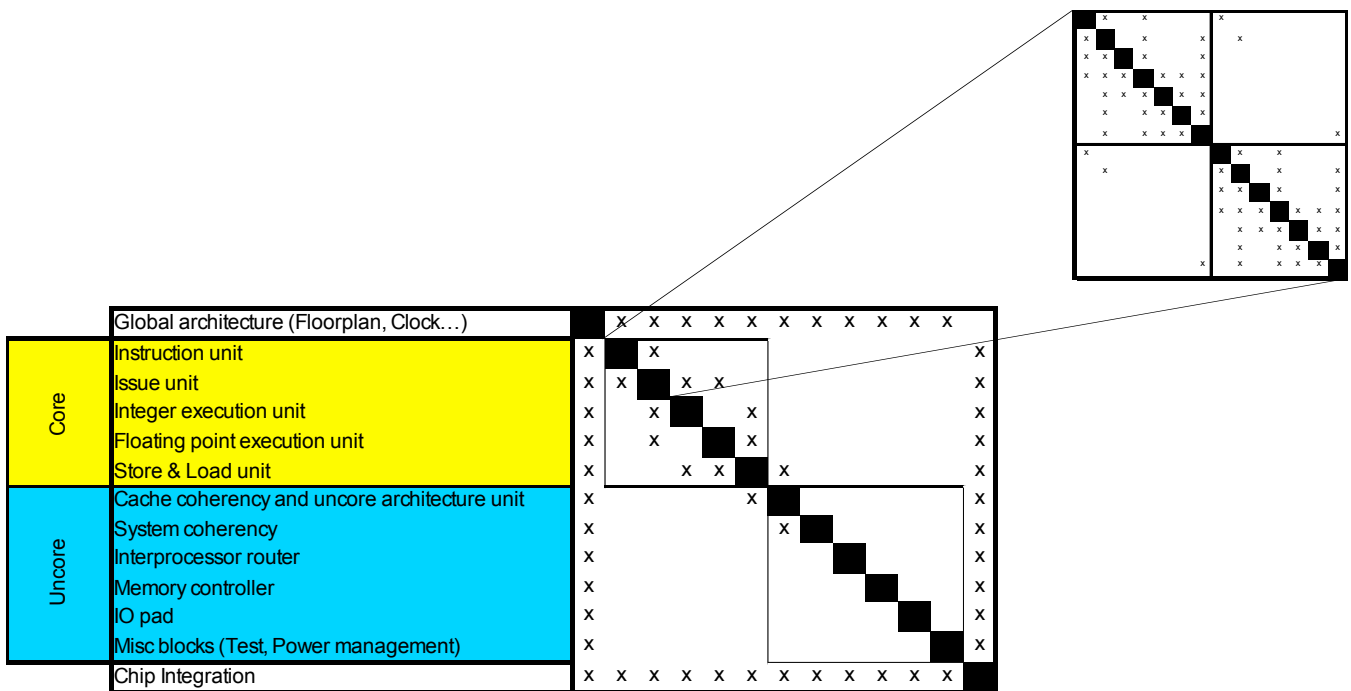 x x x
x x x x
x x x x
x x x x x x
x x x x x
x x x x
x x x x x
x x x
x x x x
x x x x
x x x x x x
x x x x x
x x x x
x x x x x
Global architecture (Floorplan, Clock…) x x x x x x x x x x x
Core
Instruction unit x x x
Issue unit x x x x x
Integer execution unit x x x x
Floating point execution unit x x x x
Store & Load unit x x x x x
Uncore
Cache coherency and uncore architecture unit x x x
System coherency x x x
Interprocessor router x x
Memory controller x x
IO pad x x
Misc blocks (Test, Power management) x x
Chip Integration x x x x x x x x x x x x